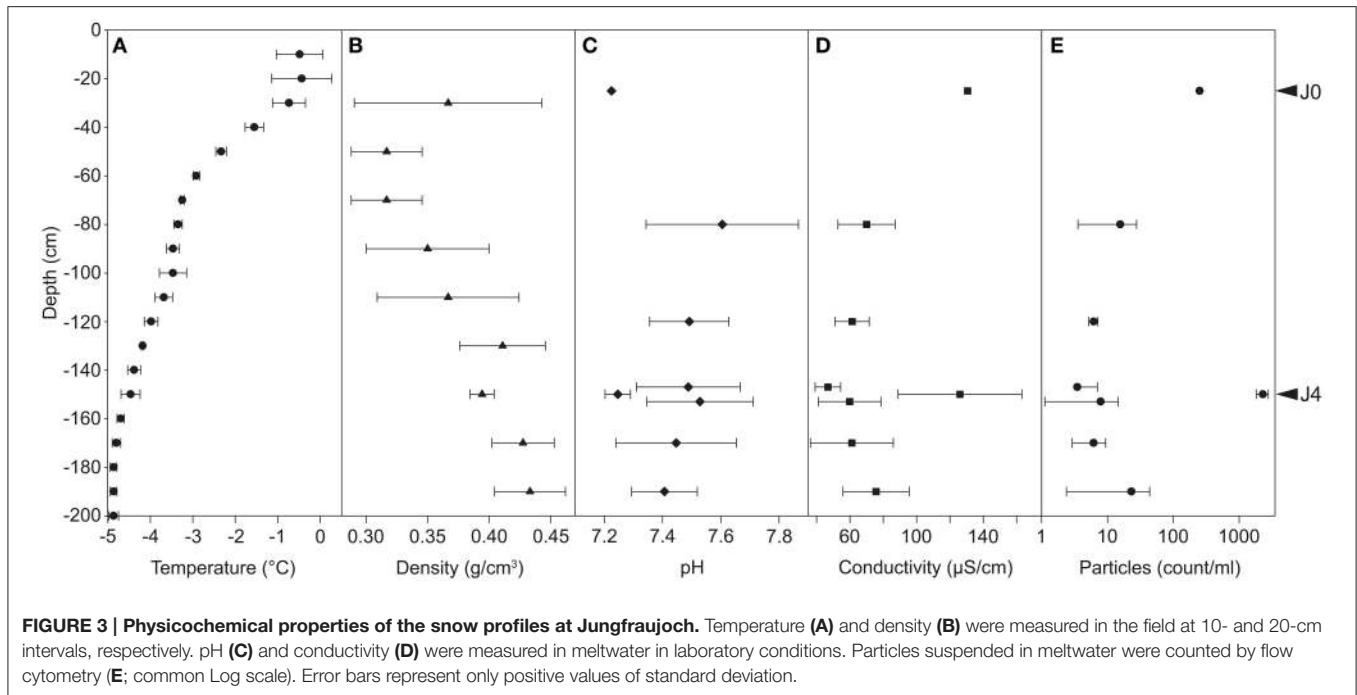 A B C D E
0
-20
-40
-60
-80
-100
-120
-140
-160
-180
-200
Depth (cm)
J0
J4
-5 -4 -3 -2 -1 0 0.30 0.35 0.40 0.45 7.2 7.4 7.6 7.8 60 100 140 1 10 100 1000
Temperature (°C) Density (g/cm³) pH Conductivity (µS/cm) Particles (count/ml)
FIGURE 3 | Physicochemical properties of the snow profiles at Jungfraujoch. Temperature (A) and density (B) were measured in the field at 10- and 20-cm
intervals, respectively. pH (C) and conductivity (D) were measured in meltwater in laboratory conditions. Particles suspended in meltwater were counted by flow
cytometry (E; common Log scale). Error bars represent only positive values of standard deviation.